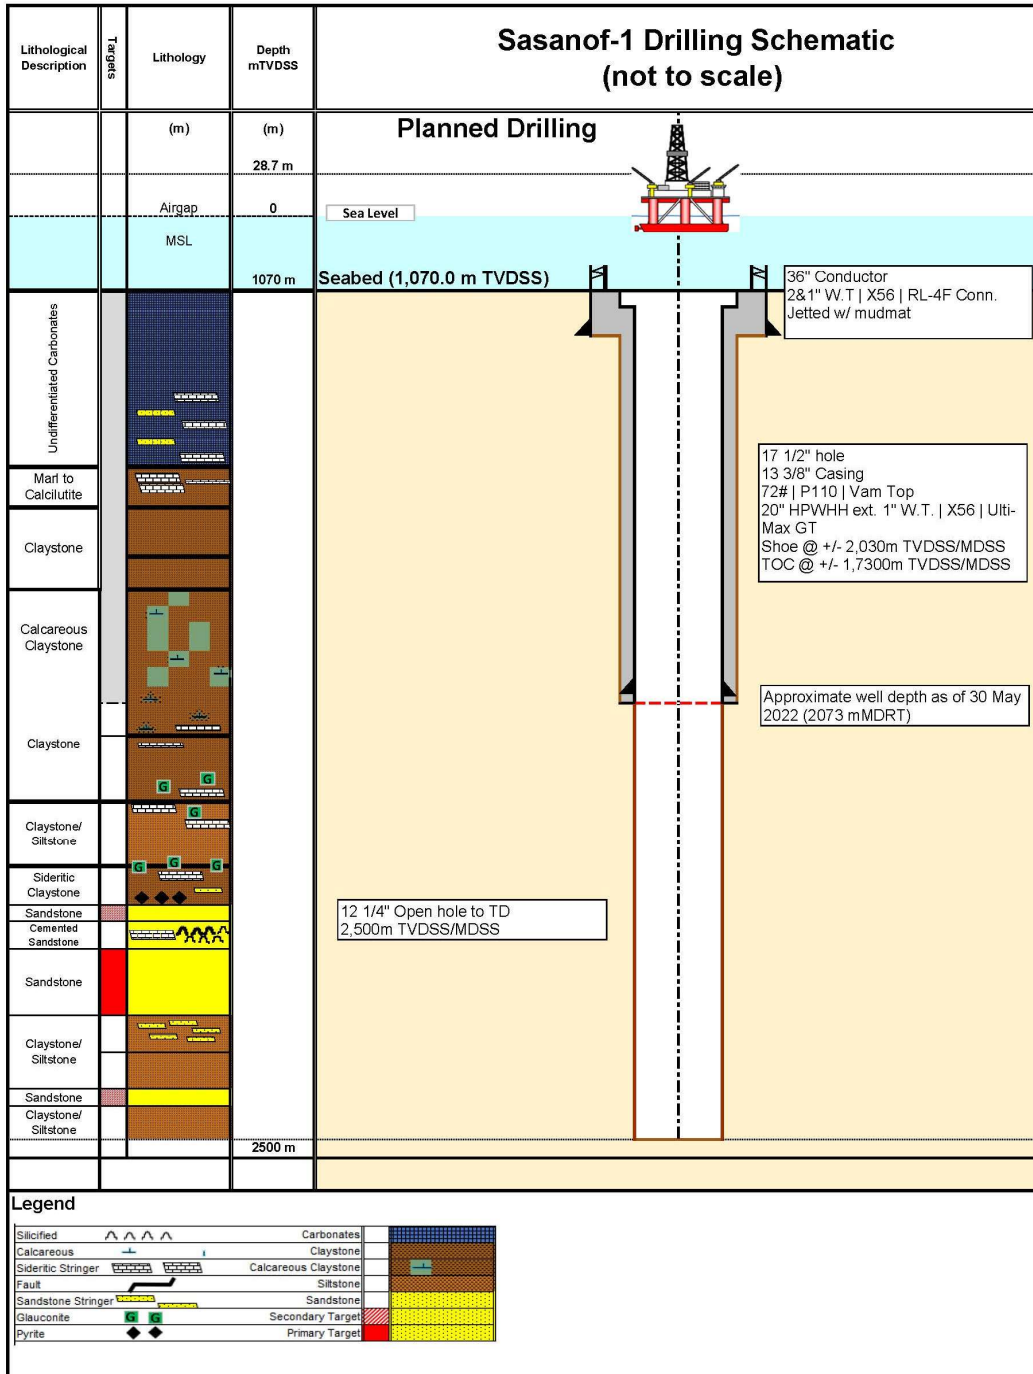 Lithological
Description
Targets
Lithology
Depth
mTVDSS
Sasanof-1 Drilling Schematic
(not to scale)
(m)
(m)
Planned Drilling
28.7 m
Airgap
0
Sea Level
MSL
1070 m
Seabed (1,070.0 m TVDSS)
36" Conductor
2&1" W.T | X56 | RL-4F Conn.
Jetted w/ mudmat
Undifferentiated Carbonates
Marl to
Calcilutite
17 1/2" hole
13 3/8" Casing
72# | P110 | Vam Top
20" HPWHH ext. 1" W.T. | X56 | Ulti-
Max GT
Shoe @ +/- 2,030m TVDSS/MDSS
TOC @ +/- 1,7300m TVDSS/MDSS
Claystone
Calcareous
Claystone
Approximate well depth as of 30 May
2022 (2073 mMDRT)
Claystone
G
G
G
Claystone/
Siltstone
G
G
G
Sideritic
Claystone
Sandstone
Cemented
Sandstone
12 1/4" Open hole to TD
2,500m TVDSS/MDSS
Sandstone
Claystone/
Siltstone
Sandstone
Claystone/
Siltstone
2500 m
Legend
Silicified
Carbonates
Calcareous
Claystone
Sideritic Stringer
Calcareous Claystone
Fault
Siltstone
Sandstone Stringer
Sandstone
Glauconite
G G
Secondary Target
Pyrite
Primary Target